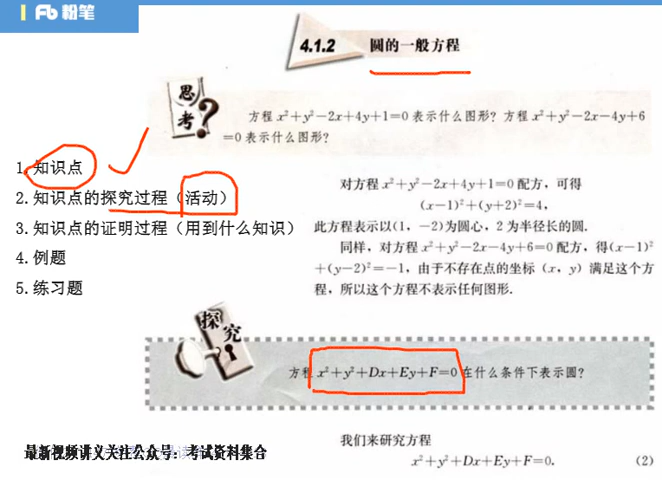 粉笔
4.1.2 圆的一般方程
思考?
方程 x²+y²-2x+4y+1=0 表示什么图形? 方程 x²+y²-2x-4y+6
=0 表示什么图形?
1. 知识点
2. 知识点的探究过程（活动）
3. 知识点的证明过程（用到什么知识）
4. 例题
5. 练习题
对方程 x²+y²-2x+4y+1=0 配方，可得
(x-1)²+(y+2)²=4,
此方程表示以(1, -2)为圆心，2 为半径长的圆.
同样，对方程 x²+y²-2x-4y+6=0 配方，得(x-1)²
+(y-2)²=-1，由于不存在点的坐标 (x, y) 满足这个方
程，所以这个方程不表示任何图形.
探究
方程 x²+y²+Dx+Ey+F=0 在什么条件下表示圆?
我们来研究方程
x²+y²+Dx+Ey+F=0. (2)
最新视频讲义关注公众号：考试资料集合